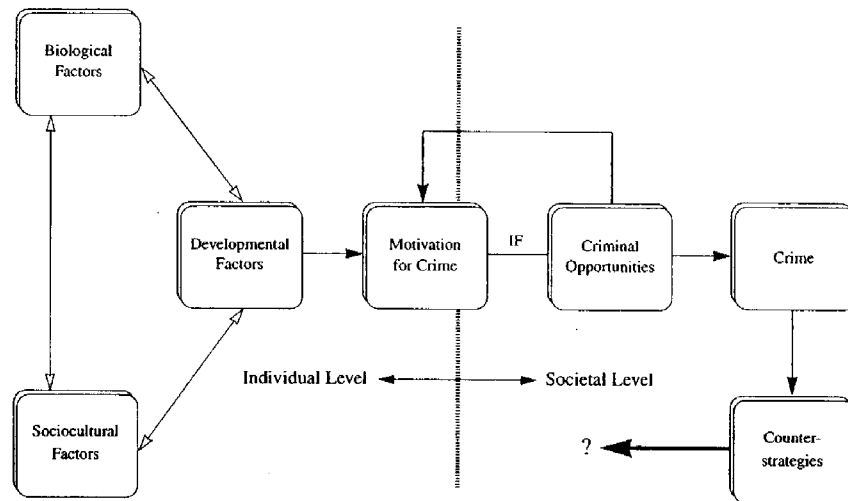 Biological
Factors
Developmental
Factors
Motivation
for Crime
IF
Criminal
Opportunities
Crime
Individual Level
Societal Level
Sociocultural
Factors
?
Counter-
strategies